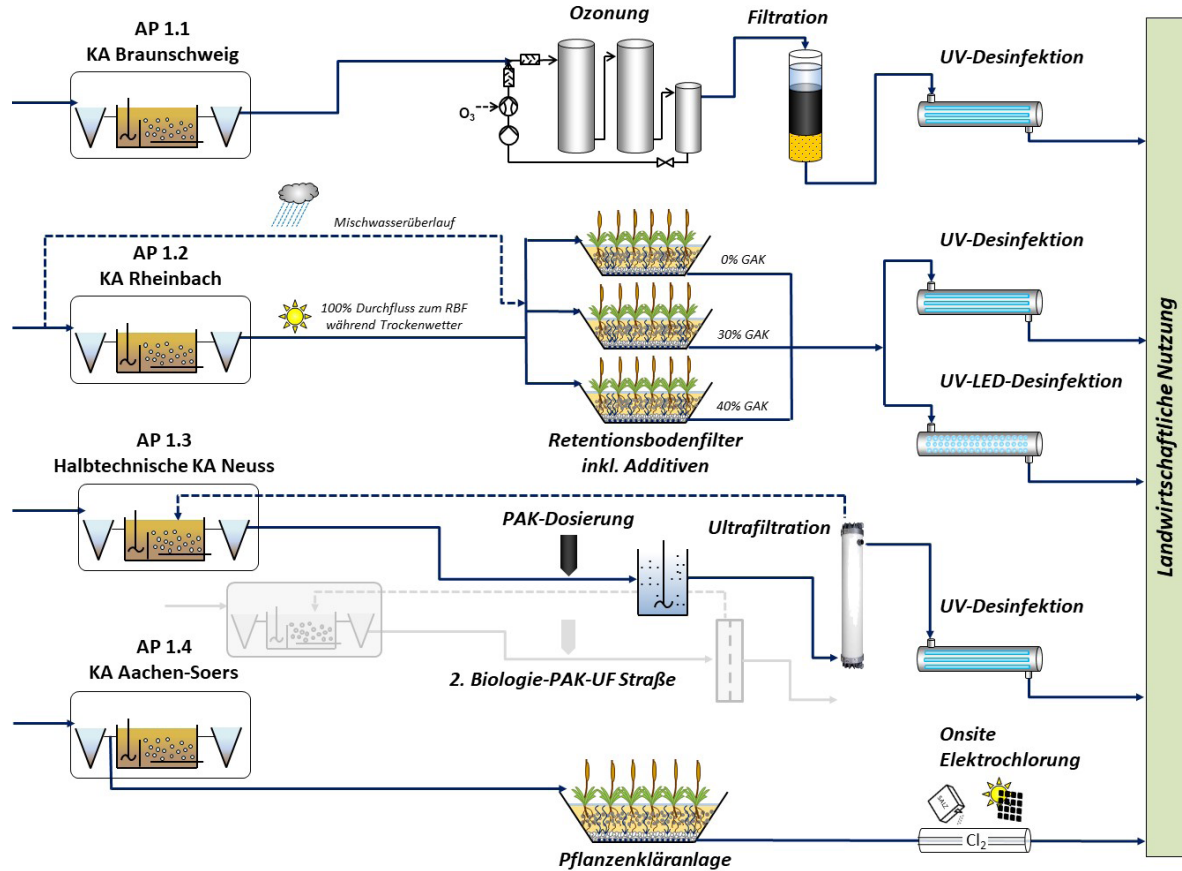 AP 1.1
KA Braunschweig
Ozonung
O3
Filtration
UV-Desinfektion
Mischwasserüberlauf
AP 1.2
KA Rheinbach
100% Durchfluss zum RBF
während Trockenwetter
0% GAK
30% GAK
40% GAK
Retentionsbodenfilter
inkl. Additiven
UV-Desinfektion
UV-LED-Desinfektion
AP 1.3
Halbtechnische KA Neuss
PAK-Dosierung
Ultrafiltration
UV-Desinfektion
2. Biologie-PAK-UF Straße
AP 1.4
KA Aachen-Soers
Pflanzenkläranlage
Onsite
Elektrochlorung
SALZ
Cl2
Landwirtschaftliche Nutzung